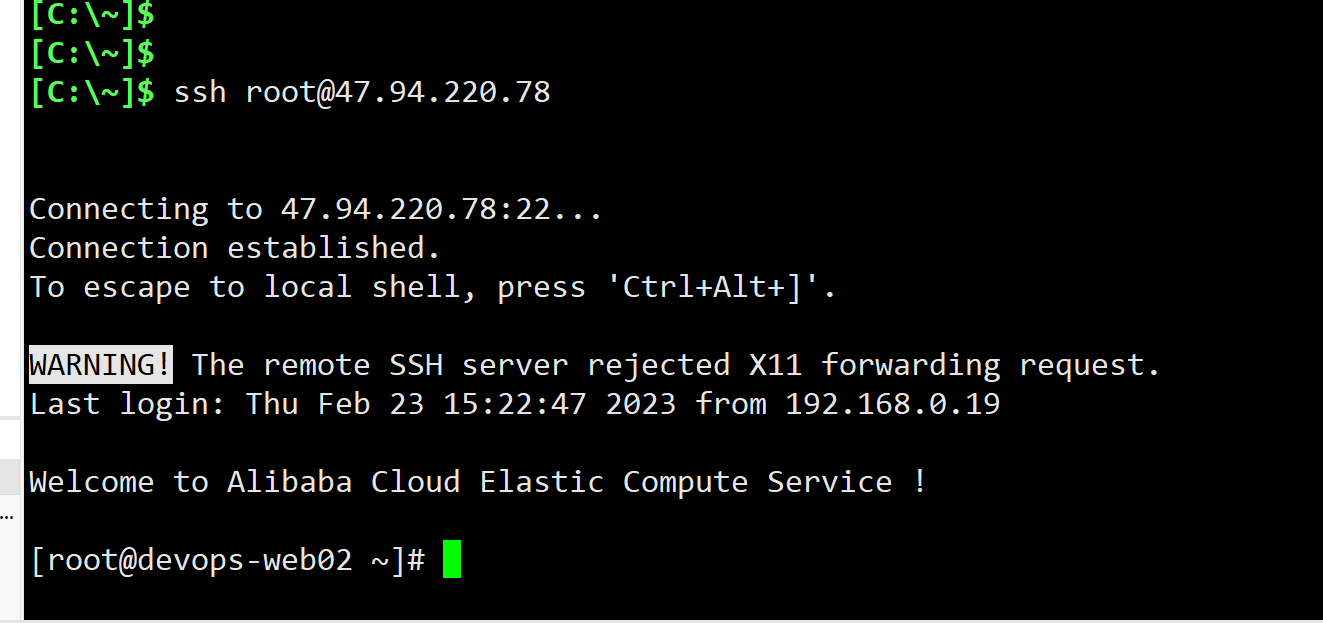 [C:\~]$
[C:\~]$
[C:\~]$ ssh root@47.94.220.78
Connecting to 47.94.220.78:22...
Connection established.
To escape to local shell, press 'Ctrl+Alt+]'.
WARNING! The remote SSH server rejected X11 forwarding request.
Last login: Thu Feb 23 15:22:47 2023 from 192.168.0.19
Welcome to Alibaba Cloud Elastic Compute Service !
...
[root@devops-web02 ~]#